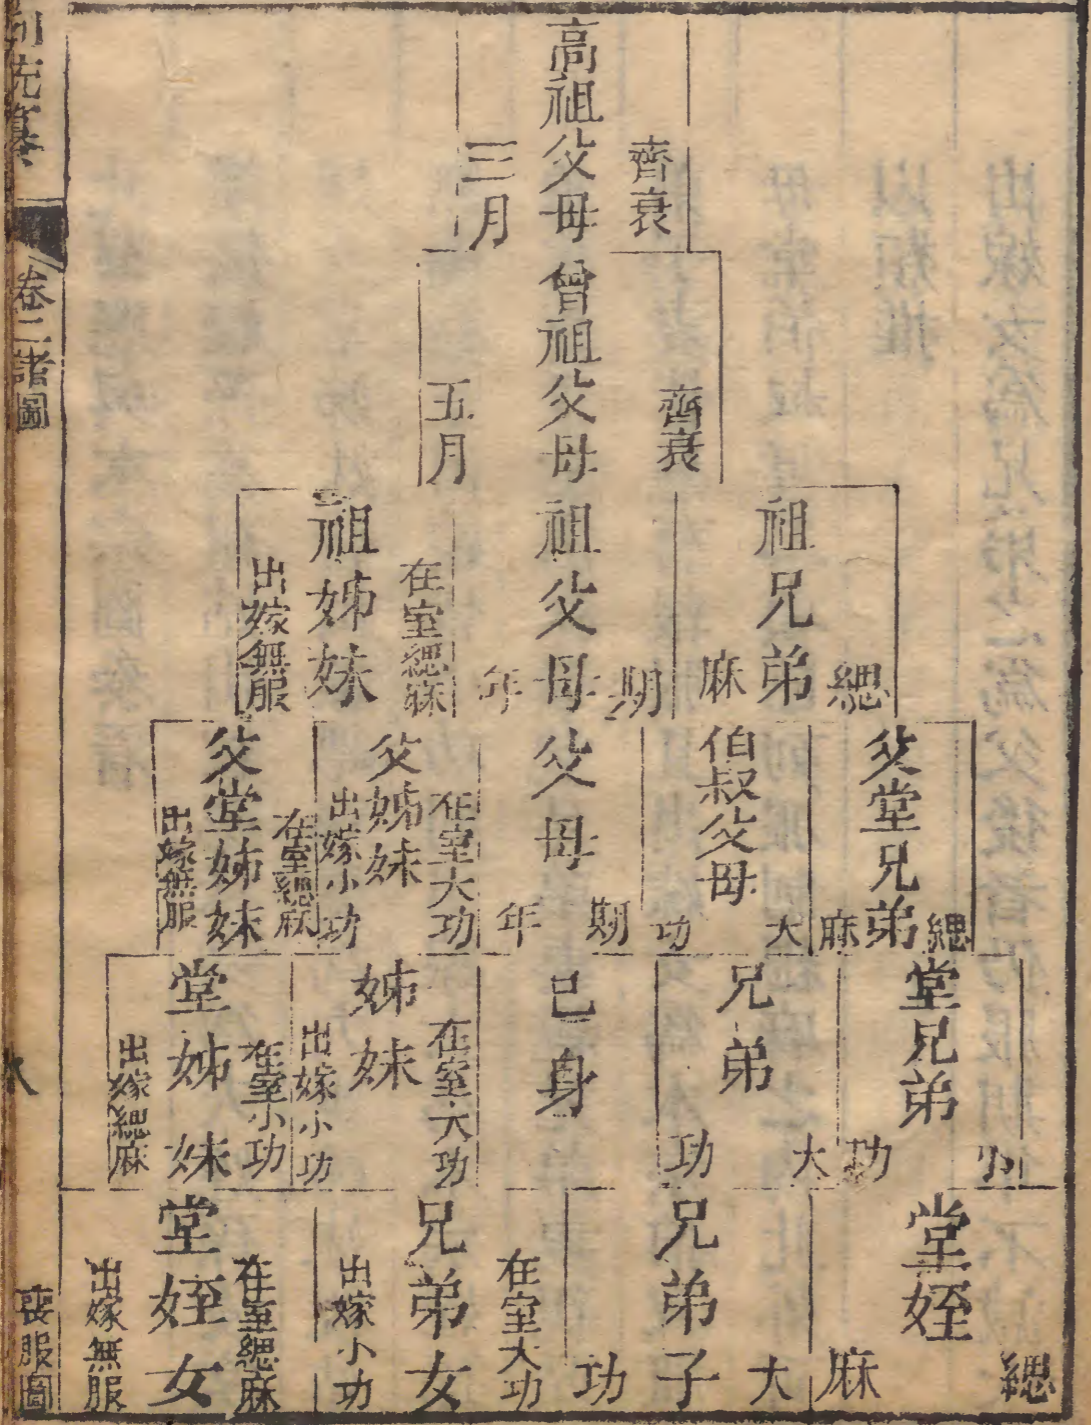 高祖父母 齊衰三月
曾祖父母 齊衰五月
祖兄弟 緦麻
祖父母 期年
祖姊妹 在室緦麻 出嫁無服
父堂兄弟 緦麻
伯叔父母 大功
父母 期年
父姊妹 在室大功 出嫁小功
父堂姊妹 在室緦麻 出嫁無服
堂兄弟 小功
兄弟 大功
己身
姊妹 在室大功 出嫁小功
堂姊妹 在室小功 出嫁緦麻
堂姪 緦麻
兄弟子 大功
兄弟女 在室大功 出嫁小功
堂姪女 在室緦麻 出嫁無服
卷二諸圖
喪服圖